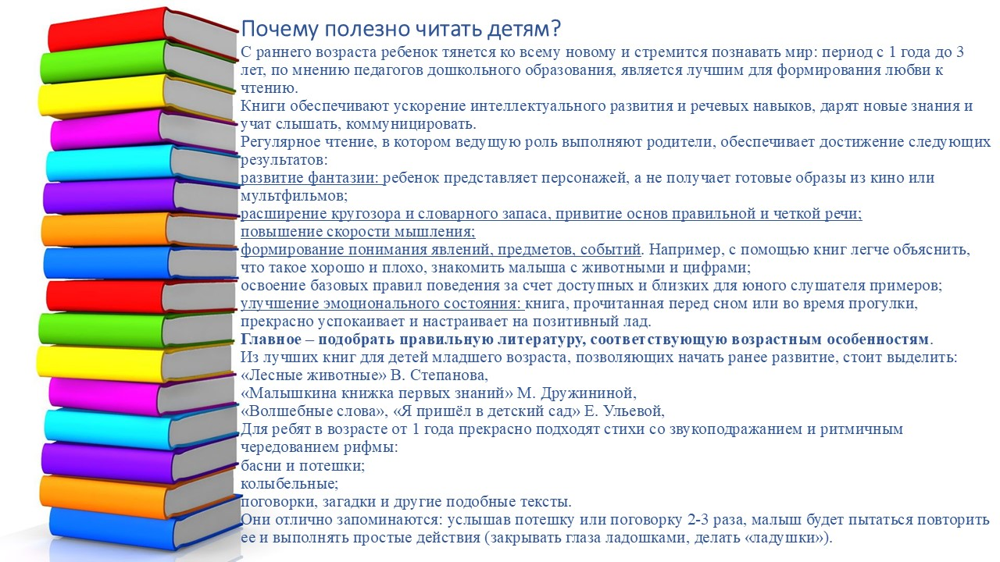 Почему полезно читать детям?
С раннего возраста ребенок тянется ко всему новому и стремится познавать мир: период с 1 года до 3
лет, по мнению педагогов дошкольного образования, является лучшим для формирования любви к
чтению.
Книги обеспечивают ускорение интеллектуального развития и речевых навыков, дарят новые знания и
учат слышать, коммуницировать.
Регулярное чтение, в котором ведущую роль выполняют родители, обеспечивает достижение следующих
результатов:
развитие фантазии: ребенок представляет персонажей, а не получает готовые образы из кино или
мультфильмов;
расширение кругозора и словарного запаса, привитие основ правильной и четкой речи;
повышение скорости мышления;
формирование понимания явлений, предметов, событий. Например, с помощью книг легче объяснить,
что такое хорошо и плохо, знакомить малыша с животными и цифрами;
освоение базовых правил поведения за счет доступных и близких для юного слушателя примеров;
улучшение эмоционального состояния: книга, прочитанная перед сном или во время прогулки,
прекрасно успокаивает и настраивает на позитивный лад.
Главное – подобрать правильную литературу, соответствующую возрастным особенностям.
Из лучших книг для детей младшего возраста, позволяющих начать ранее развитие, стоит выделить:
«Лесные животные» В. Степанова,
«Малышкина книжка первых знаний» М. Дружининой,
«Волшебные слова», «Я пришёл в детский сад» Е. Ульевой,
Для ребят в возрасте от 1 года прекрасно подходят стихи со звукоподражанием и ритмичным
чередованием рифмы:
басни и потешки;
колыбельные;
поговорки, загадки и другие подобные тексты.
Они отлично запоминаются: услышав потешку или поговорку 2-3 раза, малыш будет пытаться повторить
ее и выполнять простые действия (закрывать глаза ладошками, делать «ладушки»).